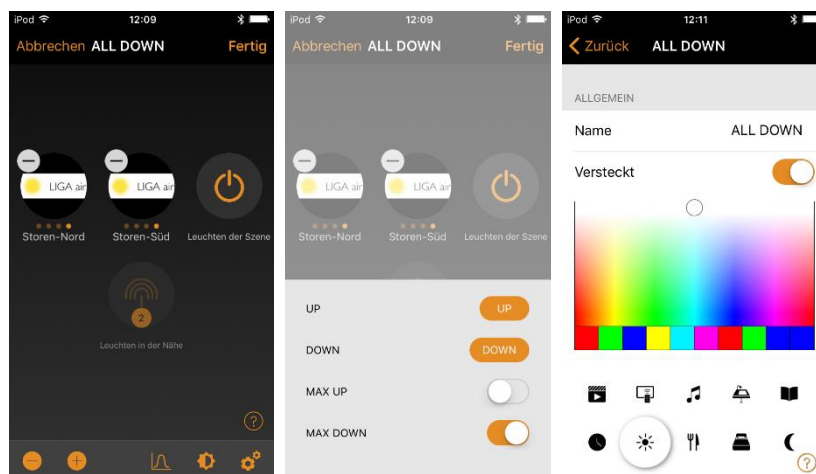 iPod 12:09
Abbrechen ALL DOWN Fertig
LIGA air LIGA air
Storen-Nord Storen-Süd Leuchten der Szene
2
Leuchten in der Nähe
?
iPod 12:09
Abbrechen ALL DOWN Fertig
LIGA air LIGA air
Storen-Nord Storen-Süd Leuchten der Szene
UP UP
DOWN DOWN
MAX UP
MAX DOWN
iPod 12:11
Zurück ALL DOWN
ALLGEMEIN
Name ALL DOWN
Versteckt
?